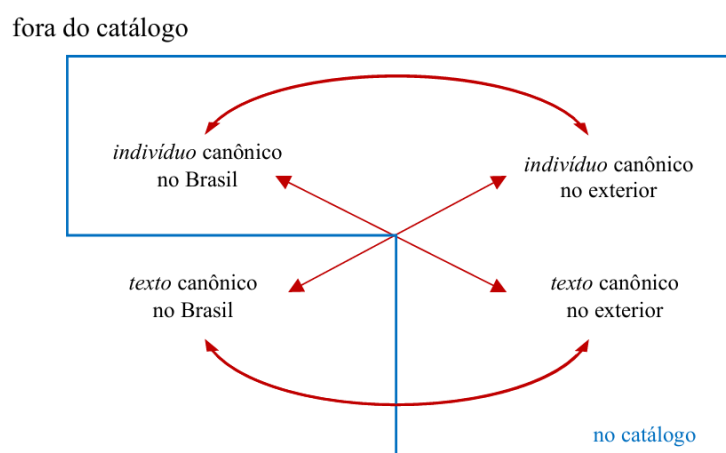 fora do catálogo
indivíduo canônico
no Brasil
indivíduo canônico
no exterior
texto canônico
no Brasil
texto canônico
no exterior
no catálogo